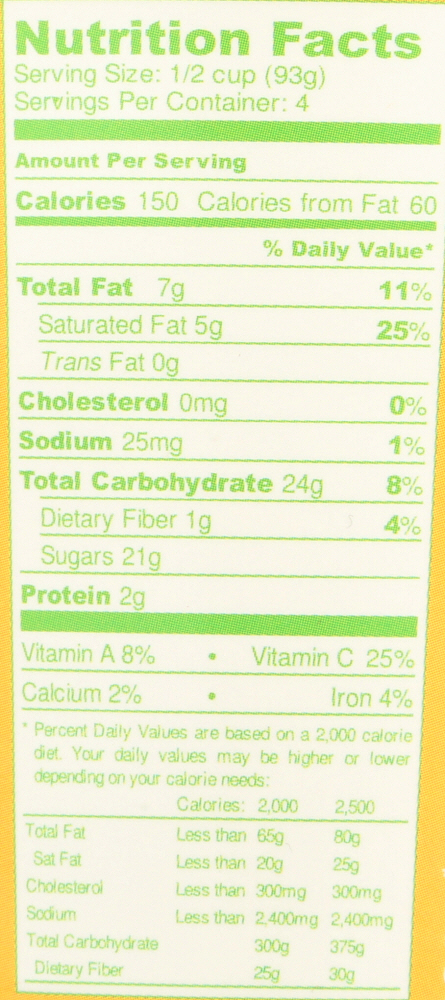 Nutrition Facts
Serving Size: 1/2 cup (93g)
Servings Per Container: 4
Amount Per Serving
Calories 150 Calories from Fat 60
% Daily Value*
Total Fat 7g 11%
Saturated Fat 5g 25%
Trans Fat 0g
Cholesterol 0mg 0%
Sodium 25mg 1%
Total Carbohydrate 24g 8%
Dietary Fiber 1g 4%
Sugars 21g
Protein 2g
Vitamin A 8% • Vitamin C 25%
Calcium 2% • Iron 4%
* Percent Daily Values are based on a 2,000 calorie
diet. Your daily values may be higher or lower
depending on your calorie needs:
Calories: 2,000 2,500
Total Fat Less than 65g 80g
Sat Fat Less than 20g 25g
Cholesterol Less than 300mg 300mg
Sodium Less than 2,400mg 2,400mg
Total Carbohydrate 300g 375g
Dietary Fiber 25g 30g